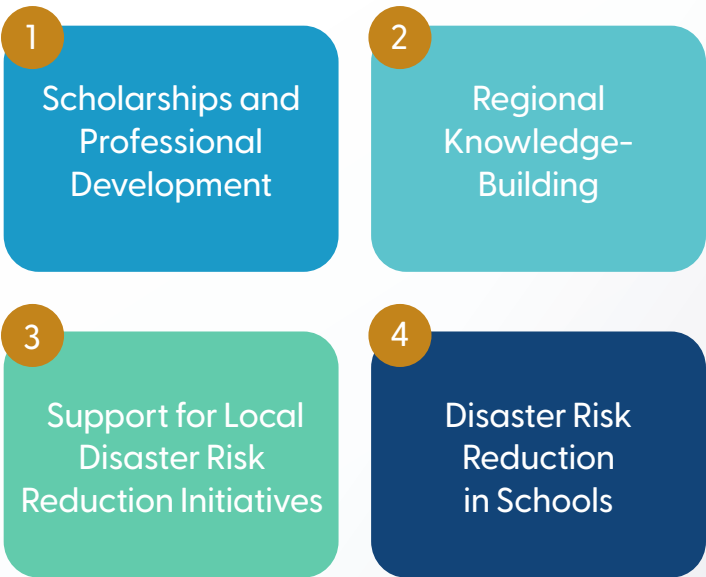 1
Scholarships and
Professional
Development
2
Regional
Knowledge-
Building
3
Support for Local
Disaster Risk
Reduction Initiatives
4
Disaster Risk
Reduction
in Schools